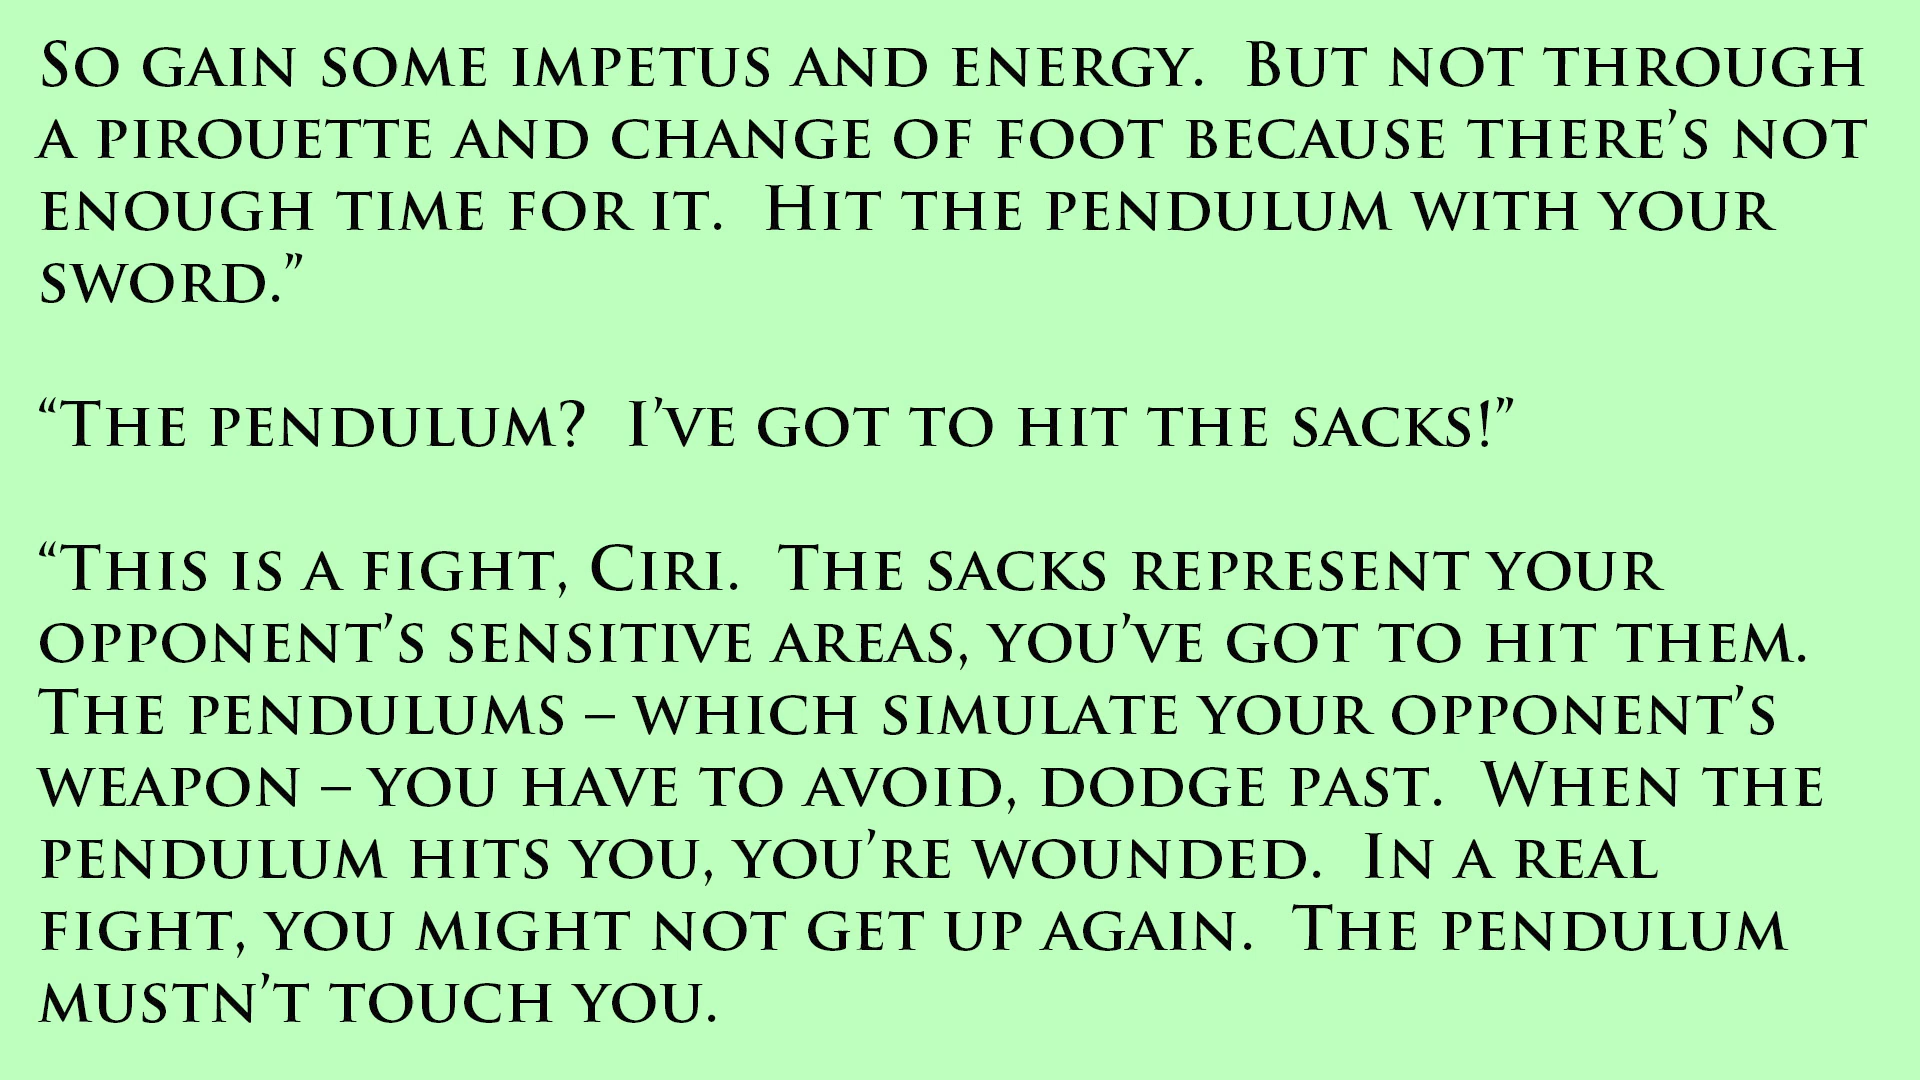 So gain some impetus and energy.  But not through
a pirouette and change of foot because there’s not
enough time for it.  Hit the pendulum with your
sword.”
“The pendulum?  I’ve got to hit the sacks!”
“This is a fight, Ciri.  The sacks represent your
opponent’s sensitive areas, you’ve got to hit them.
The pendulums – which simulate your opponent’s
weapon – you have to avoid, dodge past.  When the
pendulum hits you, you’re wounded.  In a real
fight, you might not get up again.  The pendulum
mustn’t touch you.